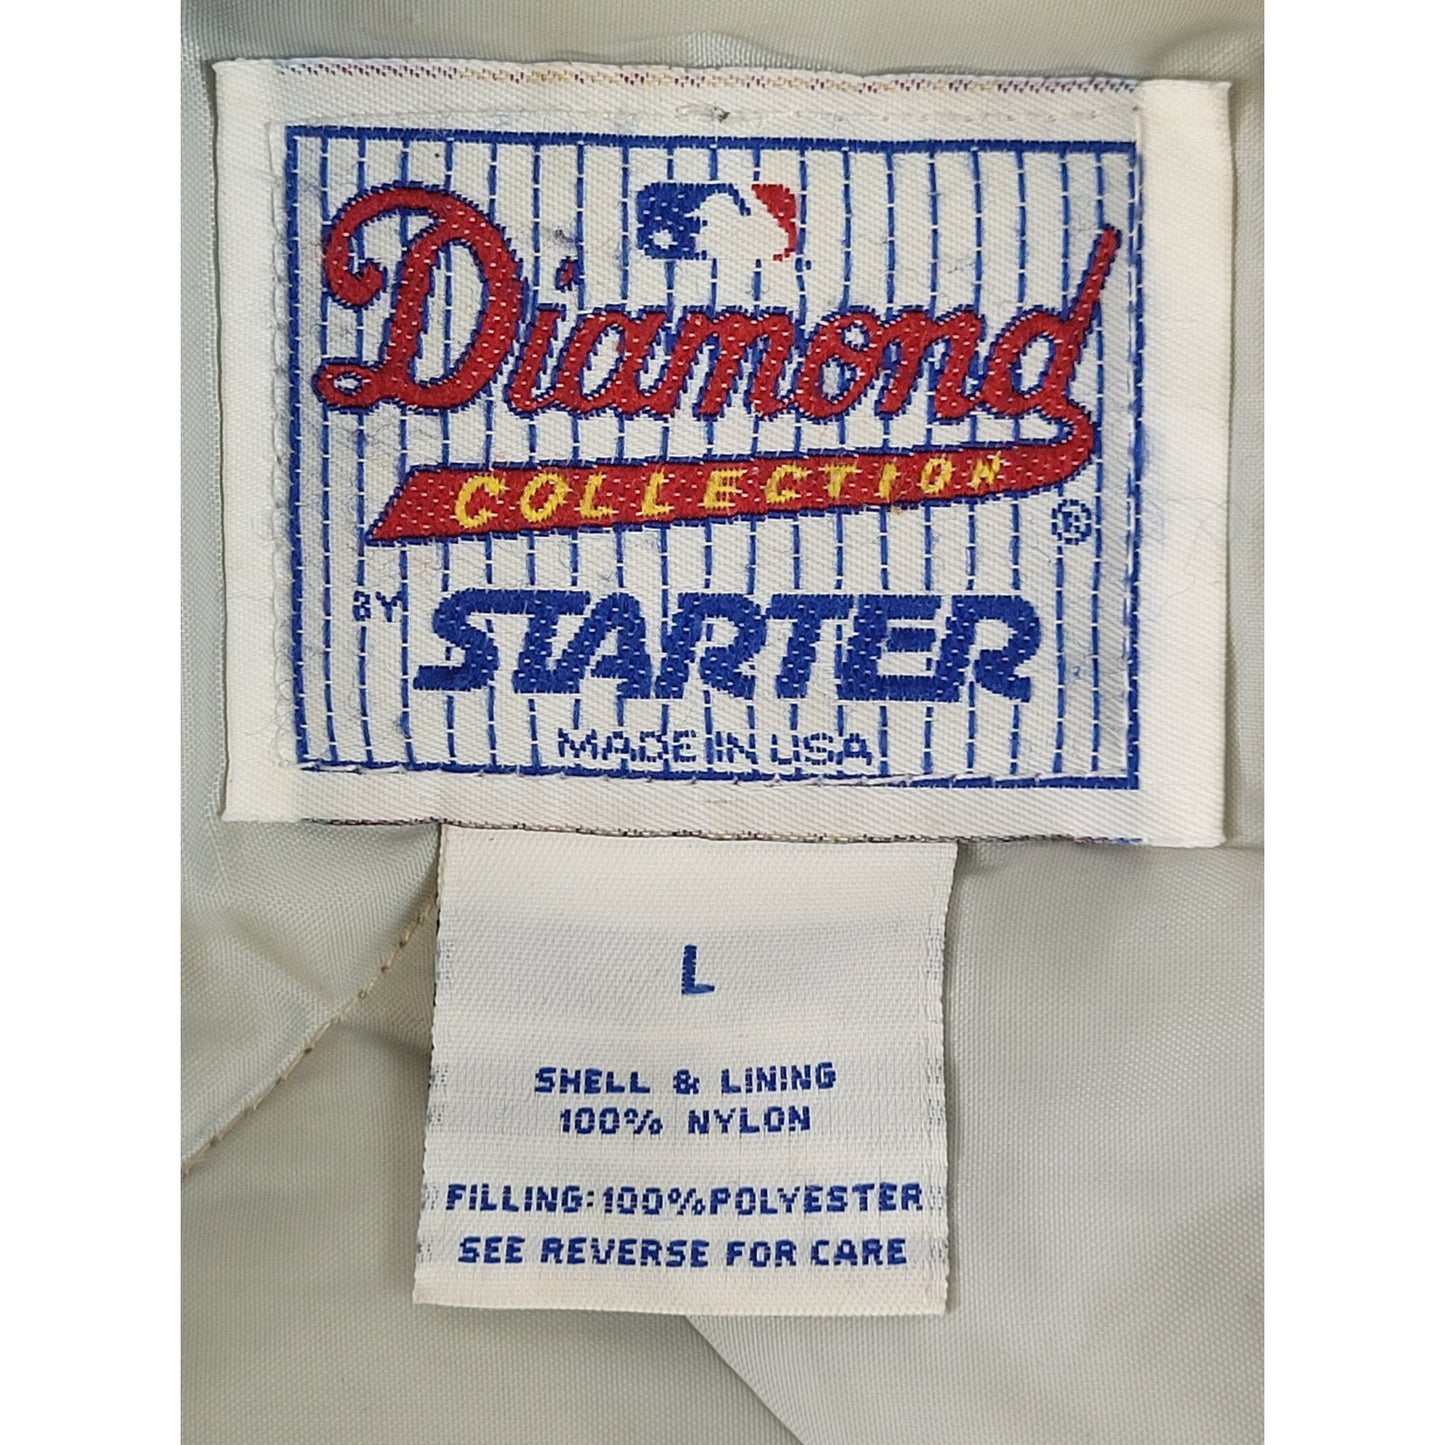 Diamond
COLLECTION
®
BY STARTER
MADE IN USA
L
SHELL & LINING
100% NYLON
FILLING: 100% POLYESTER
SEE REVERSE FOR CARE